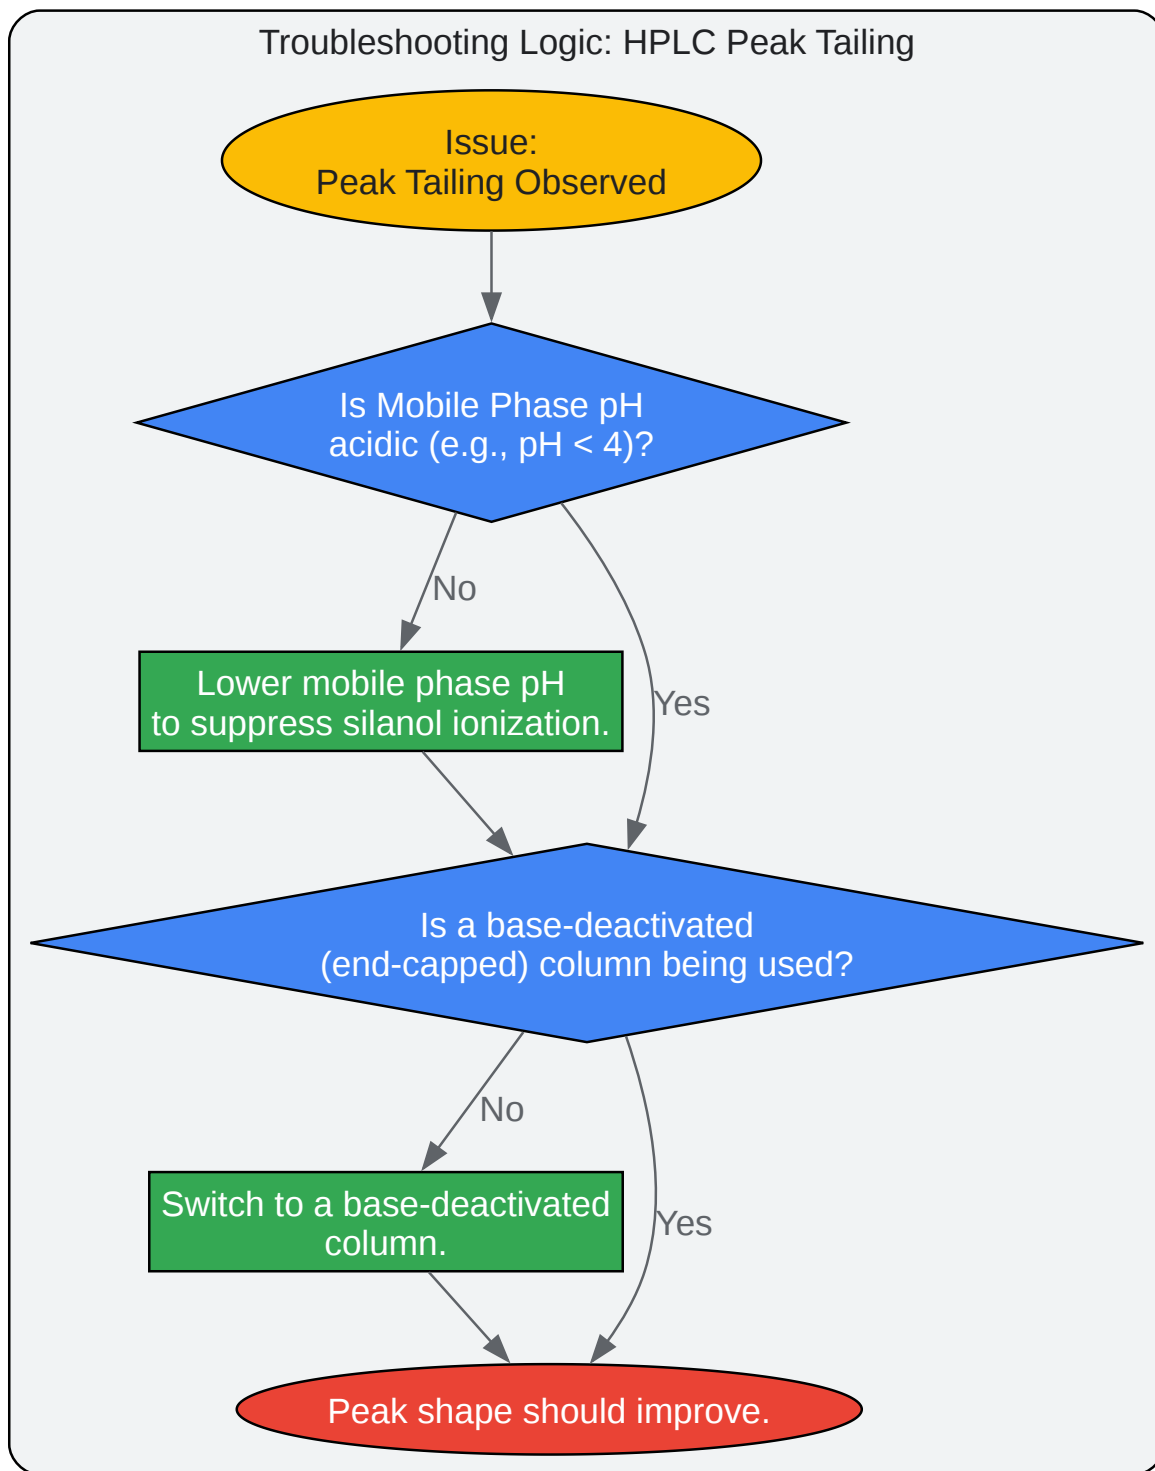 Troubleshooting Logic: HPLC Peak Tailing
Issue:
Peak Tailing Observed
Is Mobile Phase pH
acidic (e.g., pH < 4)?
No
Lower mobile phase pH
to suppress silanol ionization.
Yes
Is a base-deactivated
(end-capped) column being used?
No
Switch to a base-deactivated
column.
Yes
Peak shape should improve.